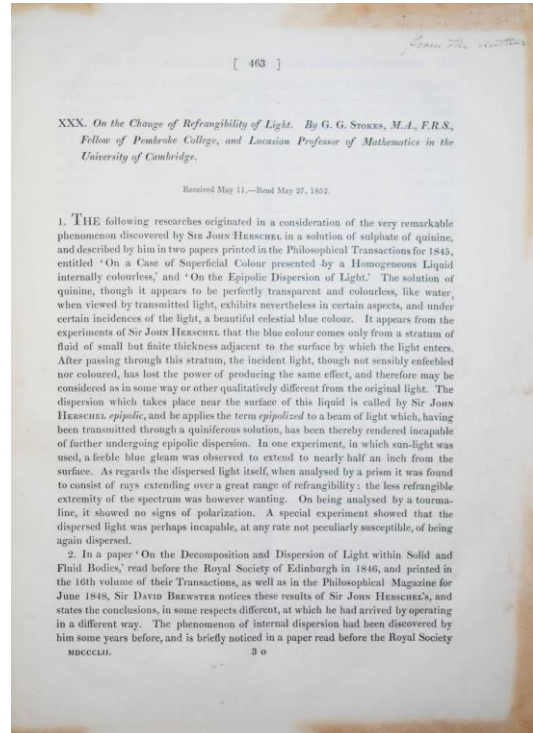 from the author
[ 463 ]
XXX. On the Change of Refrangibility of Light. By G. G. STOKES, M.A., F.R.S.,
Fellow of Pembroke College, and Lucasian Professor of Mathematics in the
University of Cambridge.
Received May 11,—Read May 27, 1852.
1. THE following researches originated in a consideration of the very remarkable
phenomenon discovered by SIR JOHN HERSCHEL in a solution of sulphate of quinine,
and described by him in two papers printed in the Philosophical Transactions for 1845,
entitled ‘On a Case of Superficial Colour presented by a Homogeneous Liquid
internally colourless,’ and ‘On the Epipolic Dispersion of Light.’ The solution of
quinine, though it appears to be perfectly transparent and colourless, like water,
when viewed by transmitted light, exhibits nevertheless in certain aspects, and under
certain incidences of the light, a beautiful celestial blue colour. It appears from the
experiments of Sir JOHN HERSCHEL that the blue colour comes only from a stratum of
fluid of small but finite thickness adjacent to the surface by which the light enters.
After passing through this stratum, the incident light, though not sensibly enfeebled
nor coloured, has lost the power of producing the same effect, and therefore may be
considered as in some way or other qualitatively different from the original light. The
dispersion which takes place near the surface of this liquid is called by Sir JOHN
HERSCHEL epipolic, and he applies the term epipolized to a beam of light which, having
been transmitted through a quiniferous solution, has been thereby rendered incapable
of further undergoing epipolic dispersion. In one experiment, in which sun-light was
used, a feeble blue gleam was observed to extend to nearly half an inch from the
surface. As regards the dispersed light itself, when analysed by a prism it was found
to consist of rays extending over a great range of refrangibility: the less refrangible
extremity of the spectrum was however wanting. On being analysed by a tourma-
line, it showed no signs of polarization. A special experiment showed that the
dispersed light was perhaps incapable, at any rate not peculiarly susceptible, of being
again dispersed.
2. In a paper ‘On the Decomposition and Dispersion of Light within Solid and
Fluid Bodies,’ read before the Royal Society of Edinburgh in 1846, and printed in
the 16th volume of their Transactions, as well as in the Philosophical Magazine for
June 1848, Sir DAVID BREWSTER notices these results of Sir JOHN HERSCHEL'S, and
states the conclusions, in some respects different, at which he had arrived by operating
in a different way. The phenomenon of internal dispersion had been discovered by
him some years before, and is briefly noticed in a paper read before the Royal Society
MDCCCLII. 3 O